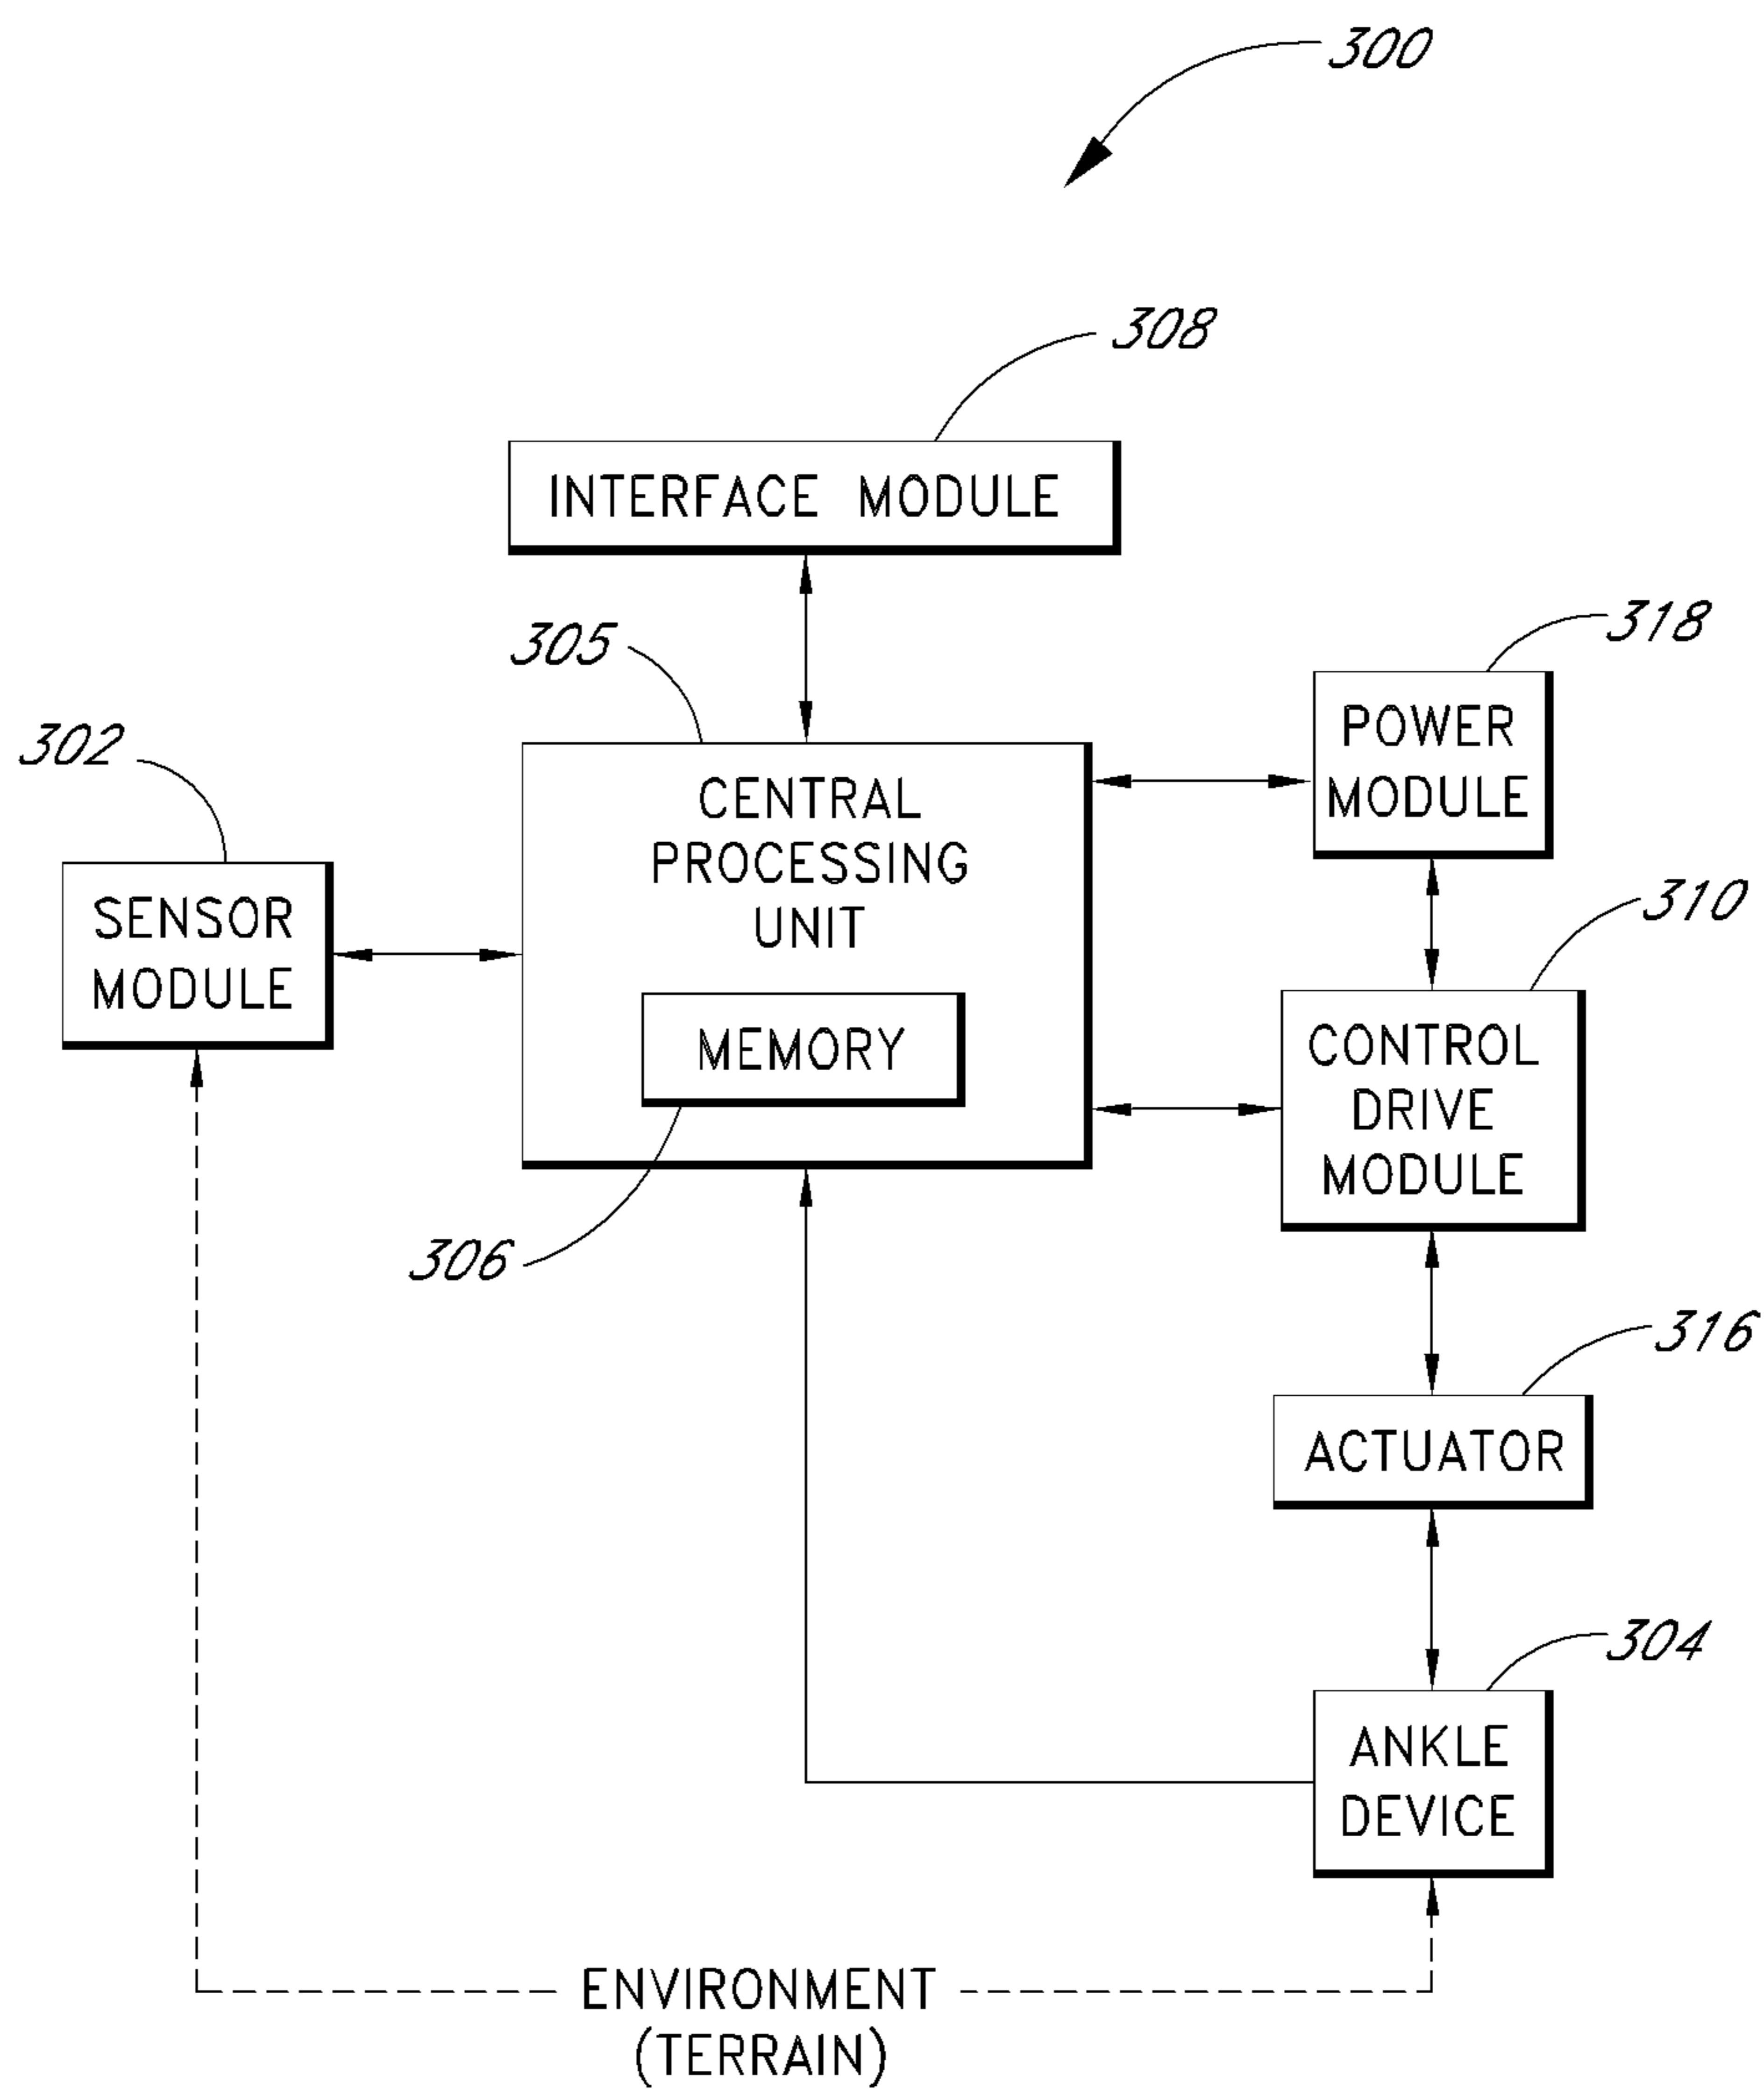 300
308
INTERFACE MODULE
305
318
POWER
MODULE
302
CENTRAL
PROCESSING
UNIT
SENSOR
MODULE
310
MEMORY
CONTROL
DRIVE
MODULE
306
316
ACTUATOR
304
ANKLE
DEVICE
ENVIRONMENT
(TERRAIN)